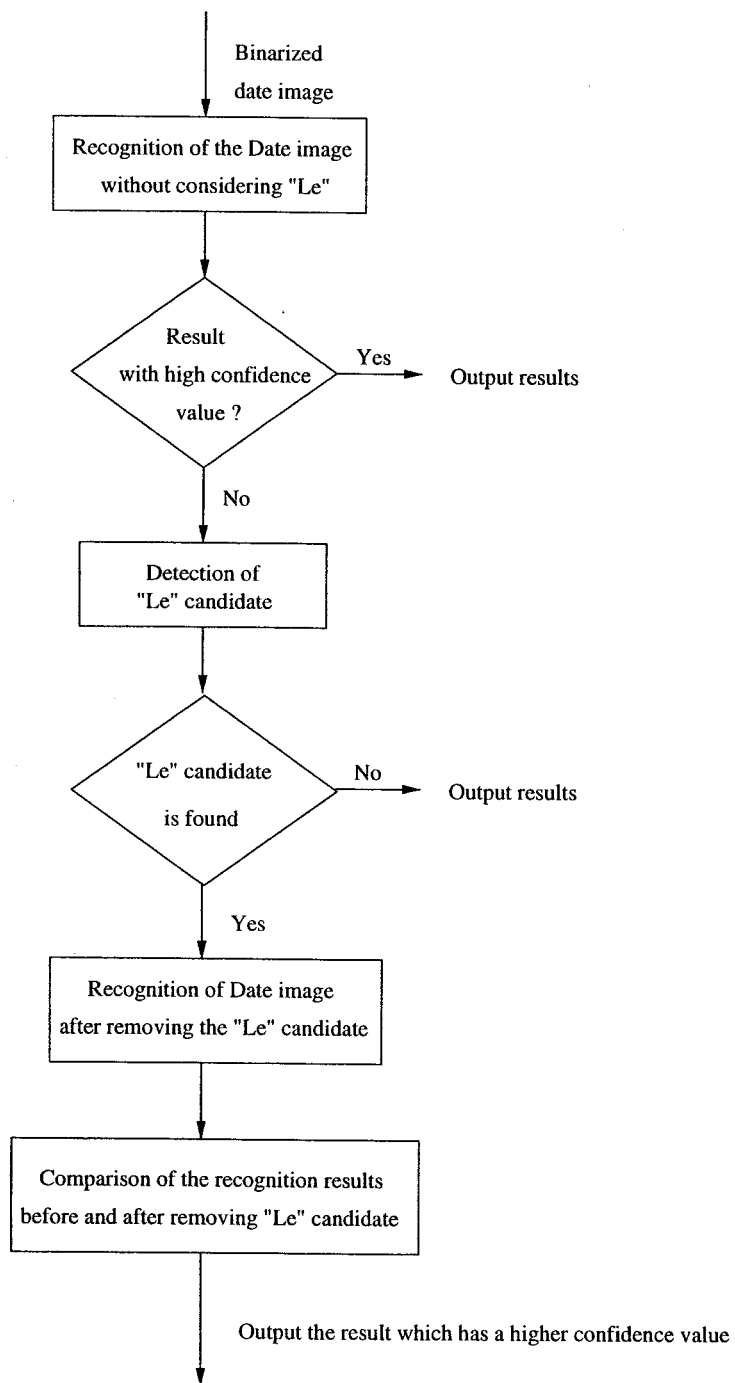 Binarized
date image
Recognition of the Date image
without considering "Le"
Result
with high confidence
value ?
Yes
Output results
No
Detection of
"Le" candidate
"Le" candidate
is found
No
Output results
Yes
Recognition of Date image
after removing the "Le" candidate
Comparison of the recognition results
before and after removing "Le" candidate
Output the result which has a higher confidence value